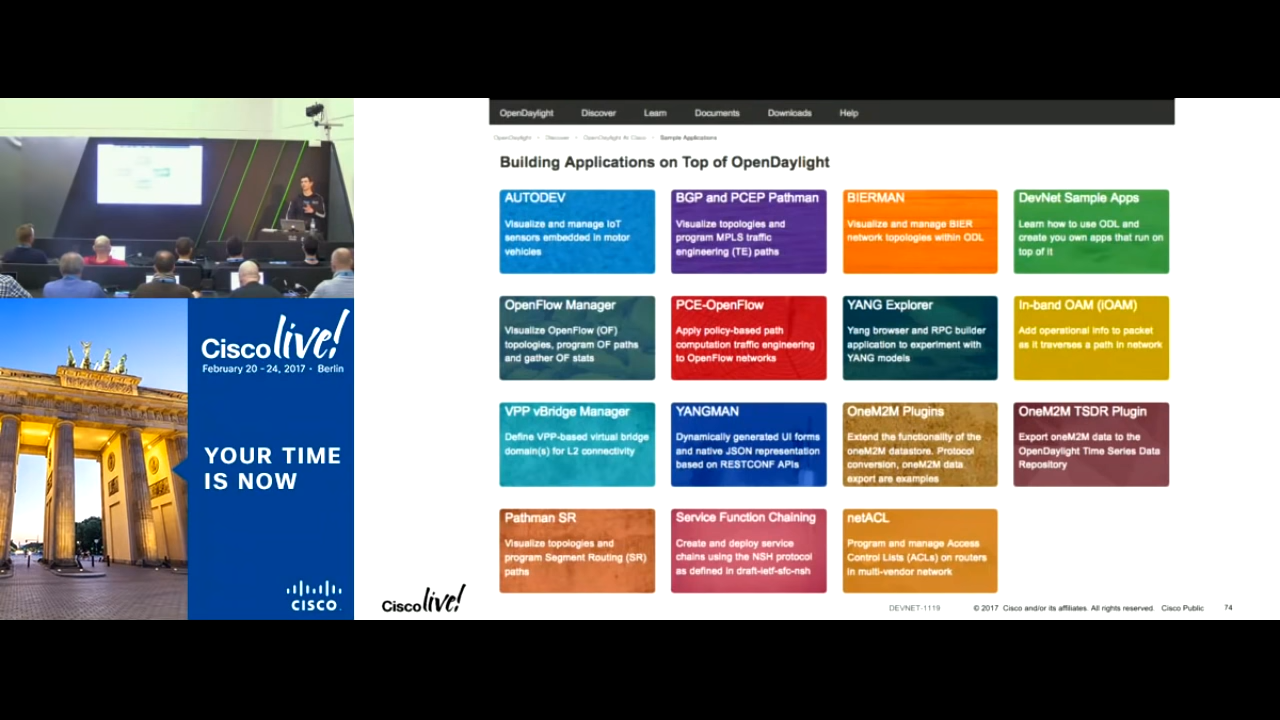 OpenDaylight Discover Learn Documents Downloads Help
OpenDaylight Discover OpenDaylight At Cisco Sample Applications
Building Applications on Top of OpenDaylight
AUTODEV
Visualize and manage IoT
sensors embedded in motor
vehicles
BGP and PCEP Pathman
Visualize topologies and
program MPLS traffic
engineering (TE) paths
BIERMAN
Visualize and manage BIER
network topologies within ODL
DevNet Sample Apps
Learn how to use ODL and
create you own apps that run on
top of it
OpenFlow Manager
Visualize OpenFlow (OF)
topologies, program OF paths
and gather OF stats
PCE-OpenFlow
Apply policy-based path
computation traffic engineering
to OpenFlow networks
YANG Explorer
Yang browser and RPC builder
application to experiment with
YANG models
In-band OAM (iOAM)
Add operational info to packet
as it traverses a path in network
VPP vBridge Manager
Define VPP-based virtual bridge
domain(s) for L2 connectivity
YANGMAN
Dynamically generated UI forms
and native JSON representation
based on RESTCONF APIs
OneM2M Plugins
Extend the functionality of the
oneM2M datastore. Protocol
conversion, oneM2M data
export are examples
OneM2M TSDR Plugin
Export oneM2M data to the
OpenDaylight Time Series Data
Repository
Pathman SR
Visualize topologies and
program Segment Routing (SR)
paths
Service Function Chaining
Create and deploy service
chains using the NSH protocol
as defined in draft-ietf-sfc-nsh
netACL
Program and manage Access
Control Lists (ACLs) on routers
in multi-vendor network
Cisco live!
February 20 - 24, 2017 · Berlin
YOUR TIME
IS NOW
CISCO
Cisco live!
DEVNET-1119 © 2017 Cisco and/or its affiliates. All rights reserved. Cisco Public 74